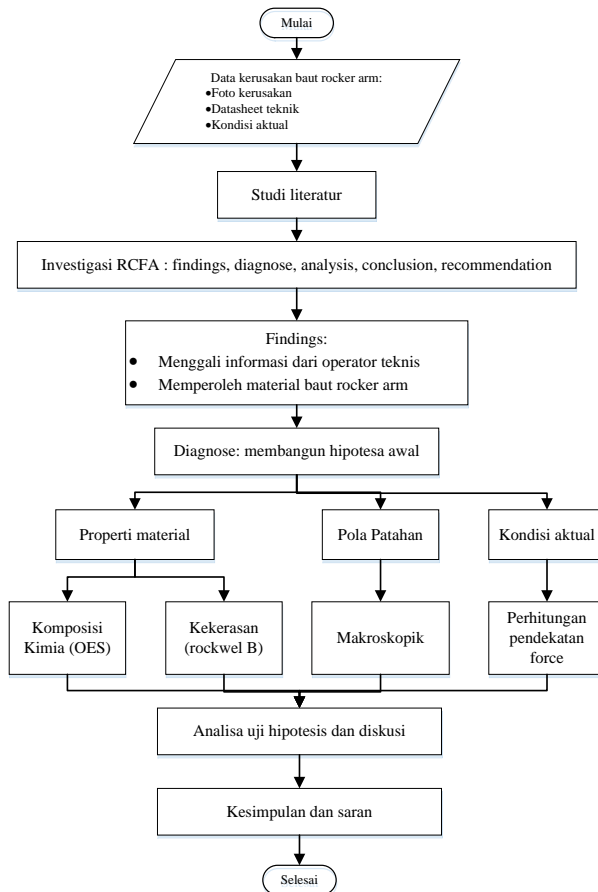 Mulai
Data kerusakan baut rocker arm:
•Foto kerusakan
•Datasheet teknik
•Kondisi aktual
Studi literatur
Investigasi RCFA : findings, diagnose, analysis, conclusion, recommendation
Findings:
• Menggali informasi dari operator teknis
• Memperoleh material baut rocker arm
Diagnose: membangun hipotesa awal
Properti material
Pola Patahan
Kondisi aktual
Komposisi
Kimia (OES)
Kekerasan
(rockwel B)
Makroskopik
Perhitungan
pendekatan
force
Analisa uji hipotesis dan diskusi
Kesimpulan dan saran
Selesai